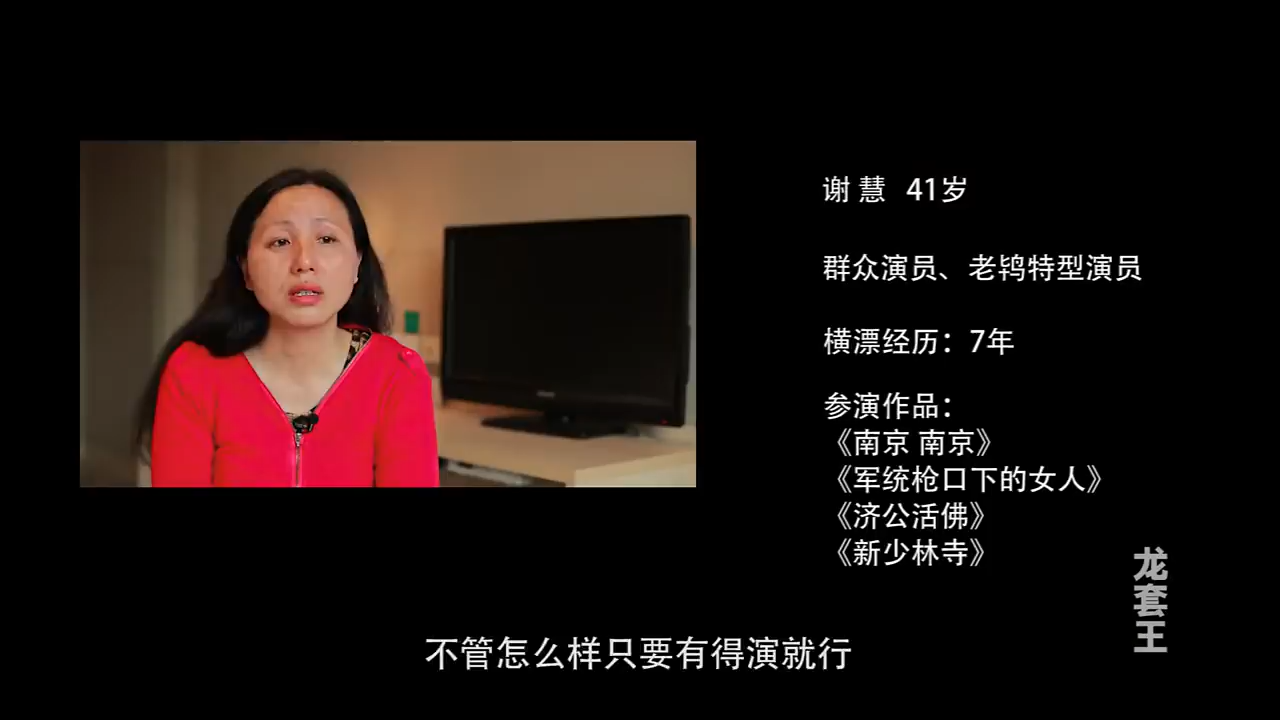 谢 慧 41岁
群众演员、老鸨特型演员
横漂经历：7年
参演作品：
《南京 南京》
《军统枪口下的女人》
《济公活佛》
《新少林寺》
龙套王
不管怎么样只要有得演就行